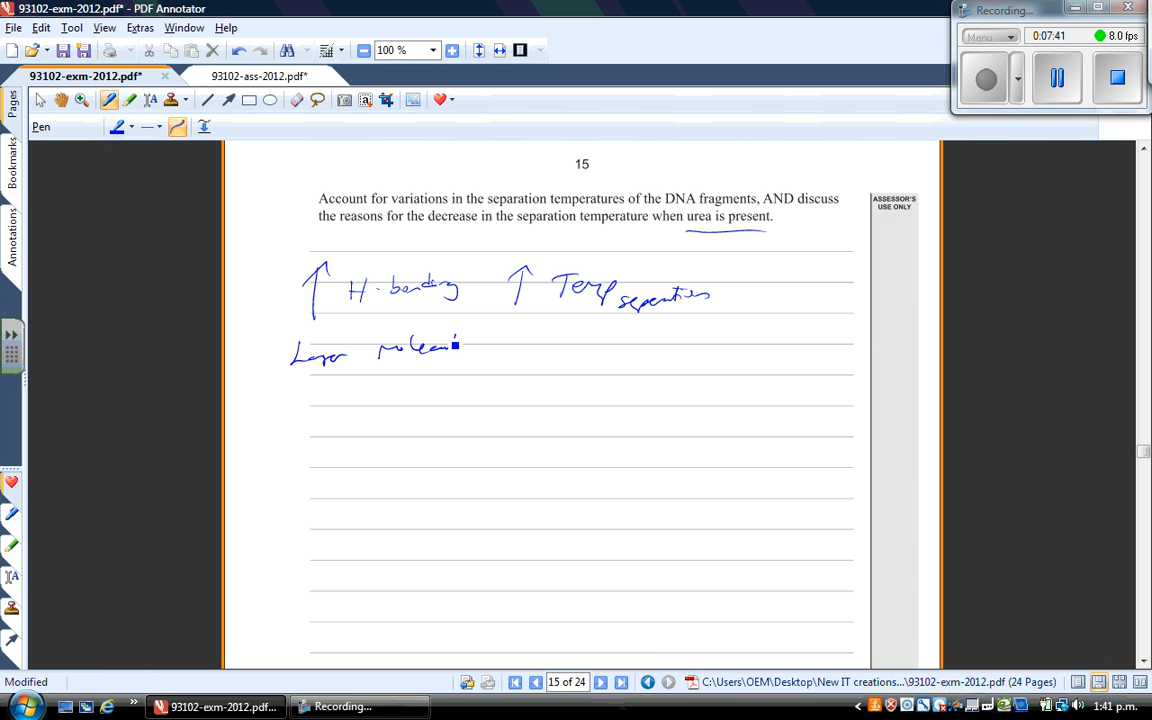 93102-exm-2012.pdf* - PDF Annotator
File Edit Tool View Extras Window Help
100 %
93102-exm-2012.pdf* 93102-ass-2012.pdf*
Pen
Recording...
Menu 0:07:41 8.0 fps
Pages
Bookmarks
Annotations
15
Account for variations in the separation temperatures of the DNA fragments, AND discuss
the reasons for the decrease in the separation temperature when urea is present.
ASSESSOR'S
USE ONLY
↑ H-bonding ↑ Temp separation
Modified 15 of 24 C:\Users\OEM\Desktop\New IT creations...\93102-exm-2012.pdf (24 Pages)
93102-exm-2012.pdf*... Recording... 1:41 p.m.